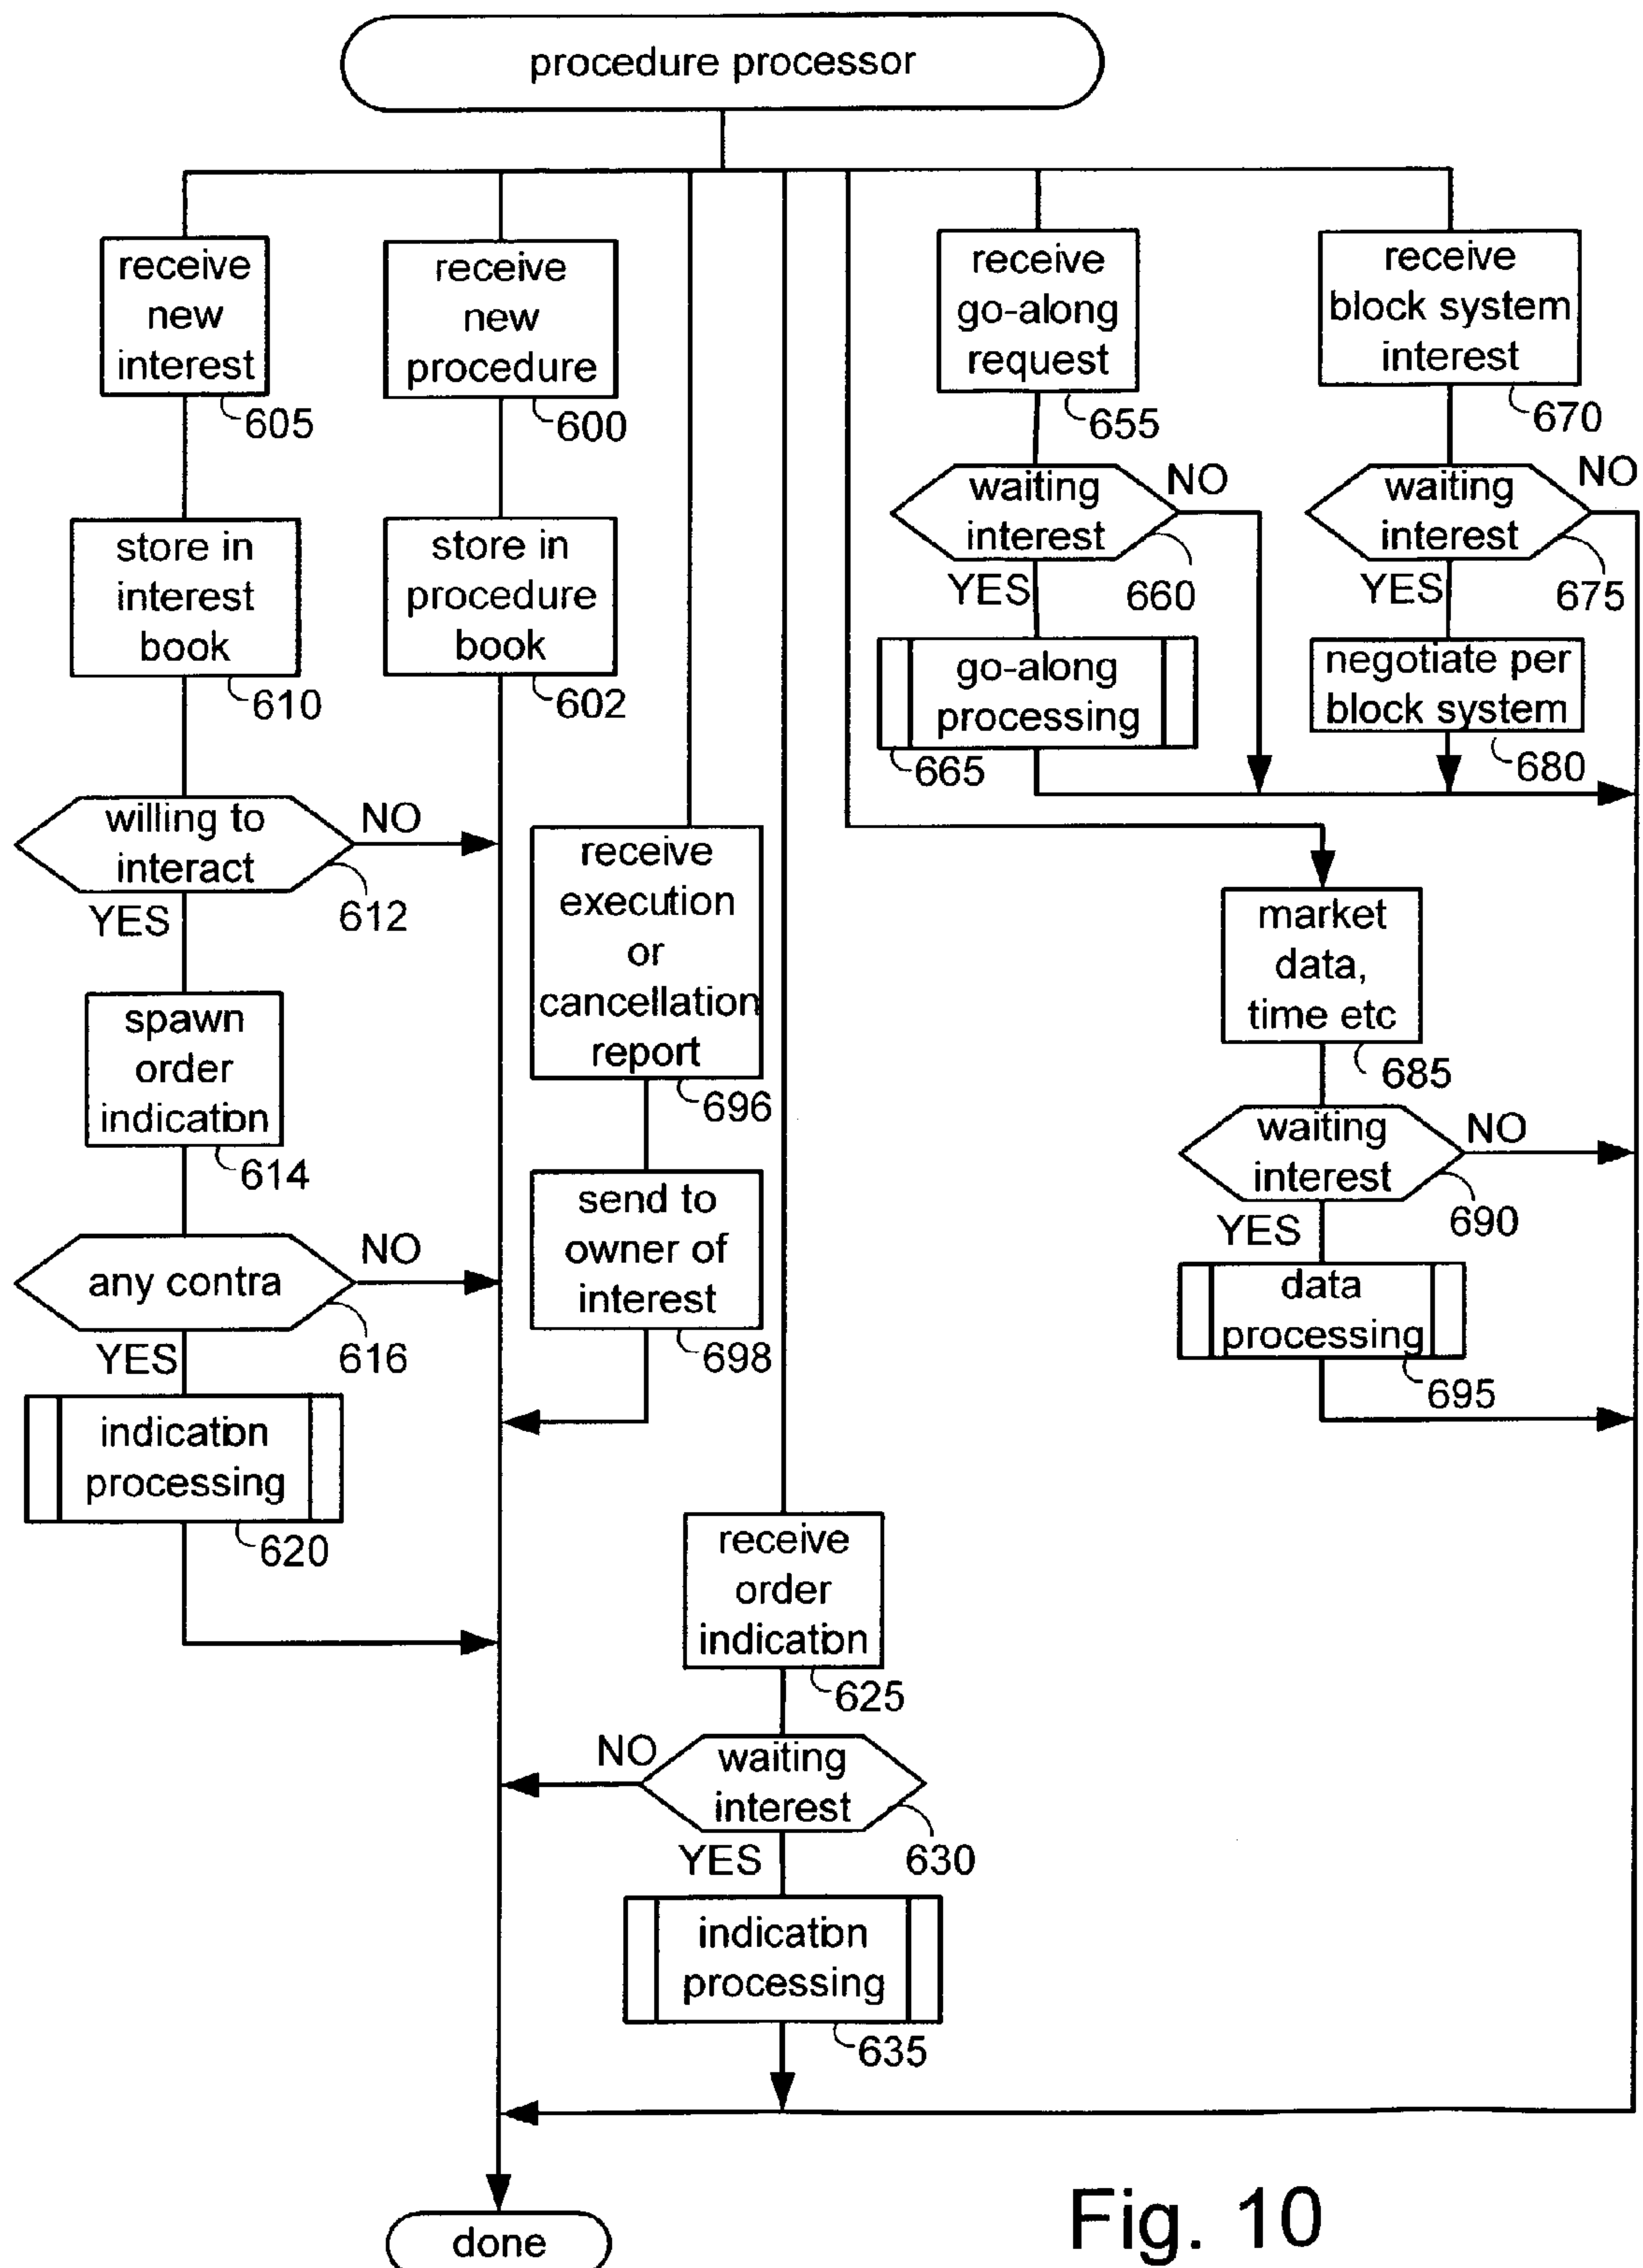 procedure processor
receive
new
interest
605
store in
interest
book
610
willing to
interact
NO
612
YES
spawn
order
indication
614
any contra
NO
616
YES
indication
processing
620
receive
new
procedure
600
store in
procedure
book
602
receive
execution
or
cancellation
report
696
send to
owner of
interest
698
receive
order
indication
625
NO
waiting
interest
630
YES
indication
processing
635
receive
go-along
request
655
waiting
interest
NO
660
YES
go-along
processing
665
receive
block system
interest
670
waiting
interest
NO
675
YES
negotiate per
block system
680
market
data,
time etc
685
waiting
interest
NO
690
YES
data
processing
695
done
Fig. 10